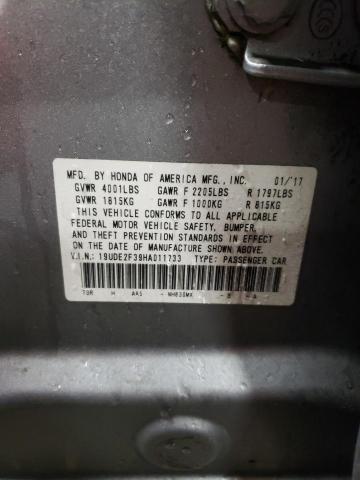 MFD. BY HONDA OF AMERICA MFG., INC. 01/'17
GVWR 4001LBS GAWR F 2205LBS R 1797LBS
GVWR 1815KG GAWR F 1000KG R 815KG
THIS VEHICLE CONFORMS TO ALL APPLICABLE
FEDERAL MOTOR VEHICLE SAFETY, BUMPER,
AND THEFT PREVENTION STANDARDS IN EFFECT
ON THE DATE OF MANUFACTURE SHOWN ABOVE.
V.I.N.: 19UDE2F39HA011733 TYPE: PASSENGER CAR